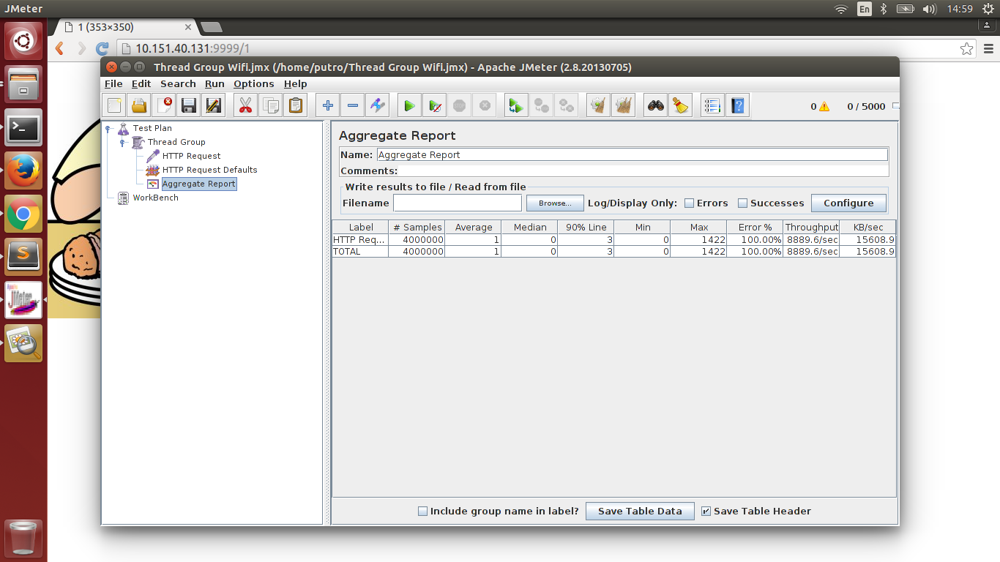 JMeter
En
14:59
1 (353×350)
10.151.40.131:9999/1
Thread Group Wifi.jmx (/home/putro/Thread Group Wifi.jmx) - Apache JMeter (2.8.20130705)
File Edit Search Run Options Help
0 0 / 5000
Test Plan
Thread Group
HTTP Request
HTTP Request Defaults
Aggregate Report
WorkBench
Aggregate Report
Name: Aggregate Report
Comments:
Write results to file / Read from file
Filename Browse... Log/Display Only: Errors Successes Configure
Label # Samples Average Median 90% Line Min Max Error % Throughput KB/sec
HTTP Req... 4000000 1 0 3 0 1422 100.00% 8889.6/sec 15608.9
TOTAL 4000000 1 0 3 0 1422 100.00% 8889.6/sec 15608.9
Include group name in label? Save Table Data Save Table Header